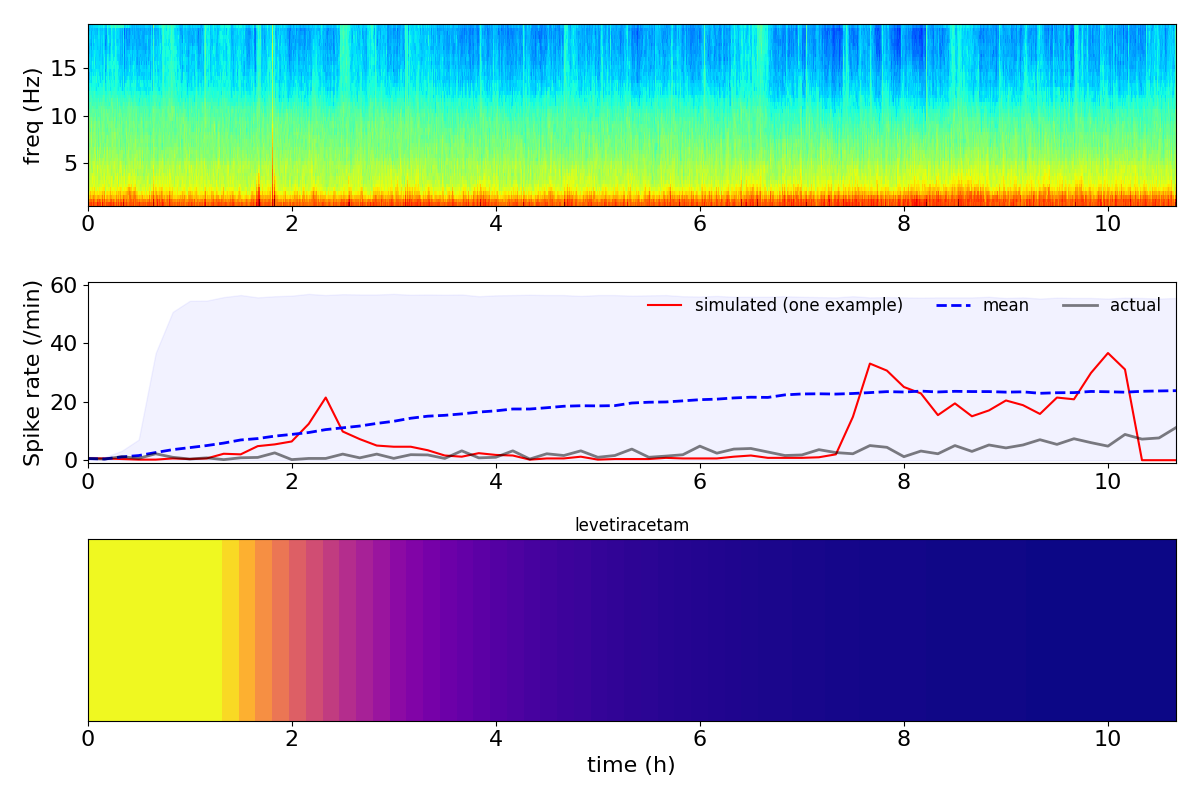 freq (Hz)
15
10
5
0 2 4 6 8 10
Spike rate (/min)
60
40
20
0
simulated (one example) mean actual
0 2 4 6 8 10
levetiracetam
0 2 4 6 8 10
time (h)